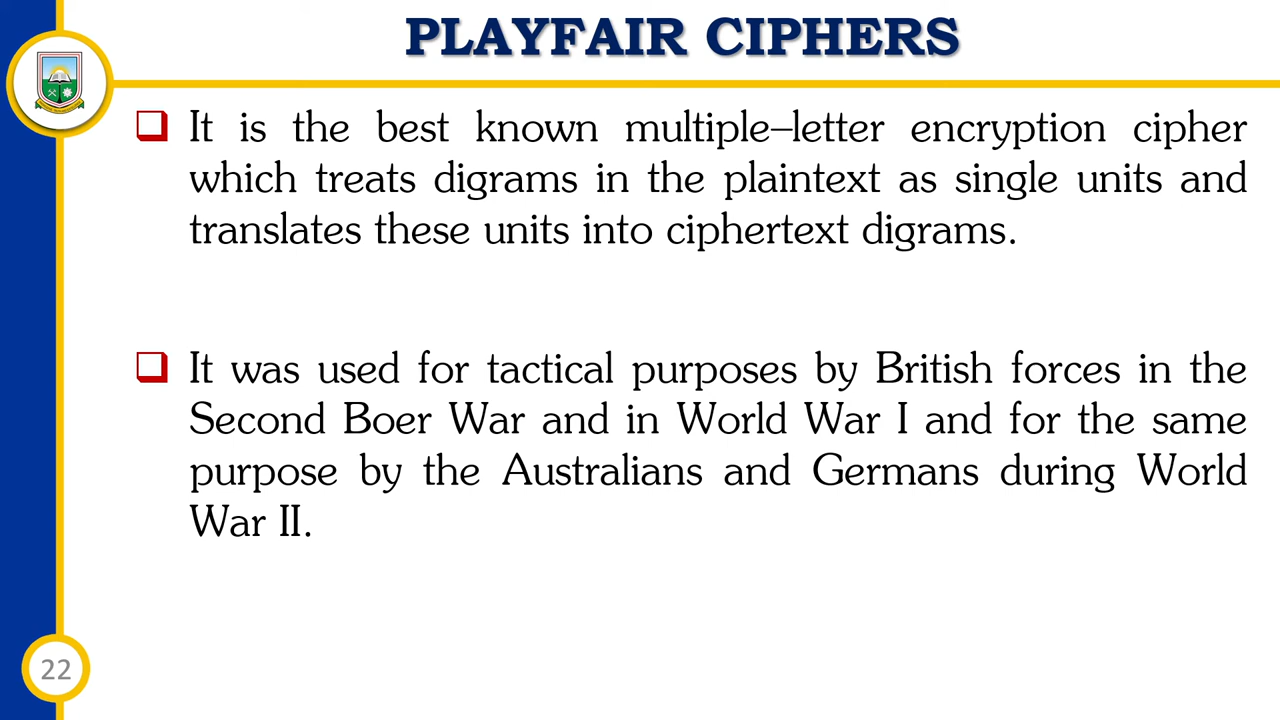 PLAYFAIR CIPHERS
It is the best known multiple–letter encryption cipher
which treats digrams in the plaintext as single units and
translates these units into ciphertext digrams.
It was used for tactical purposes by British forces in the
Second Boer War and in World War I and for the same
purpose by the Australians and Germans during World
War II.
22